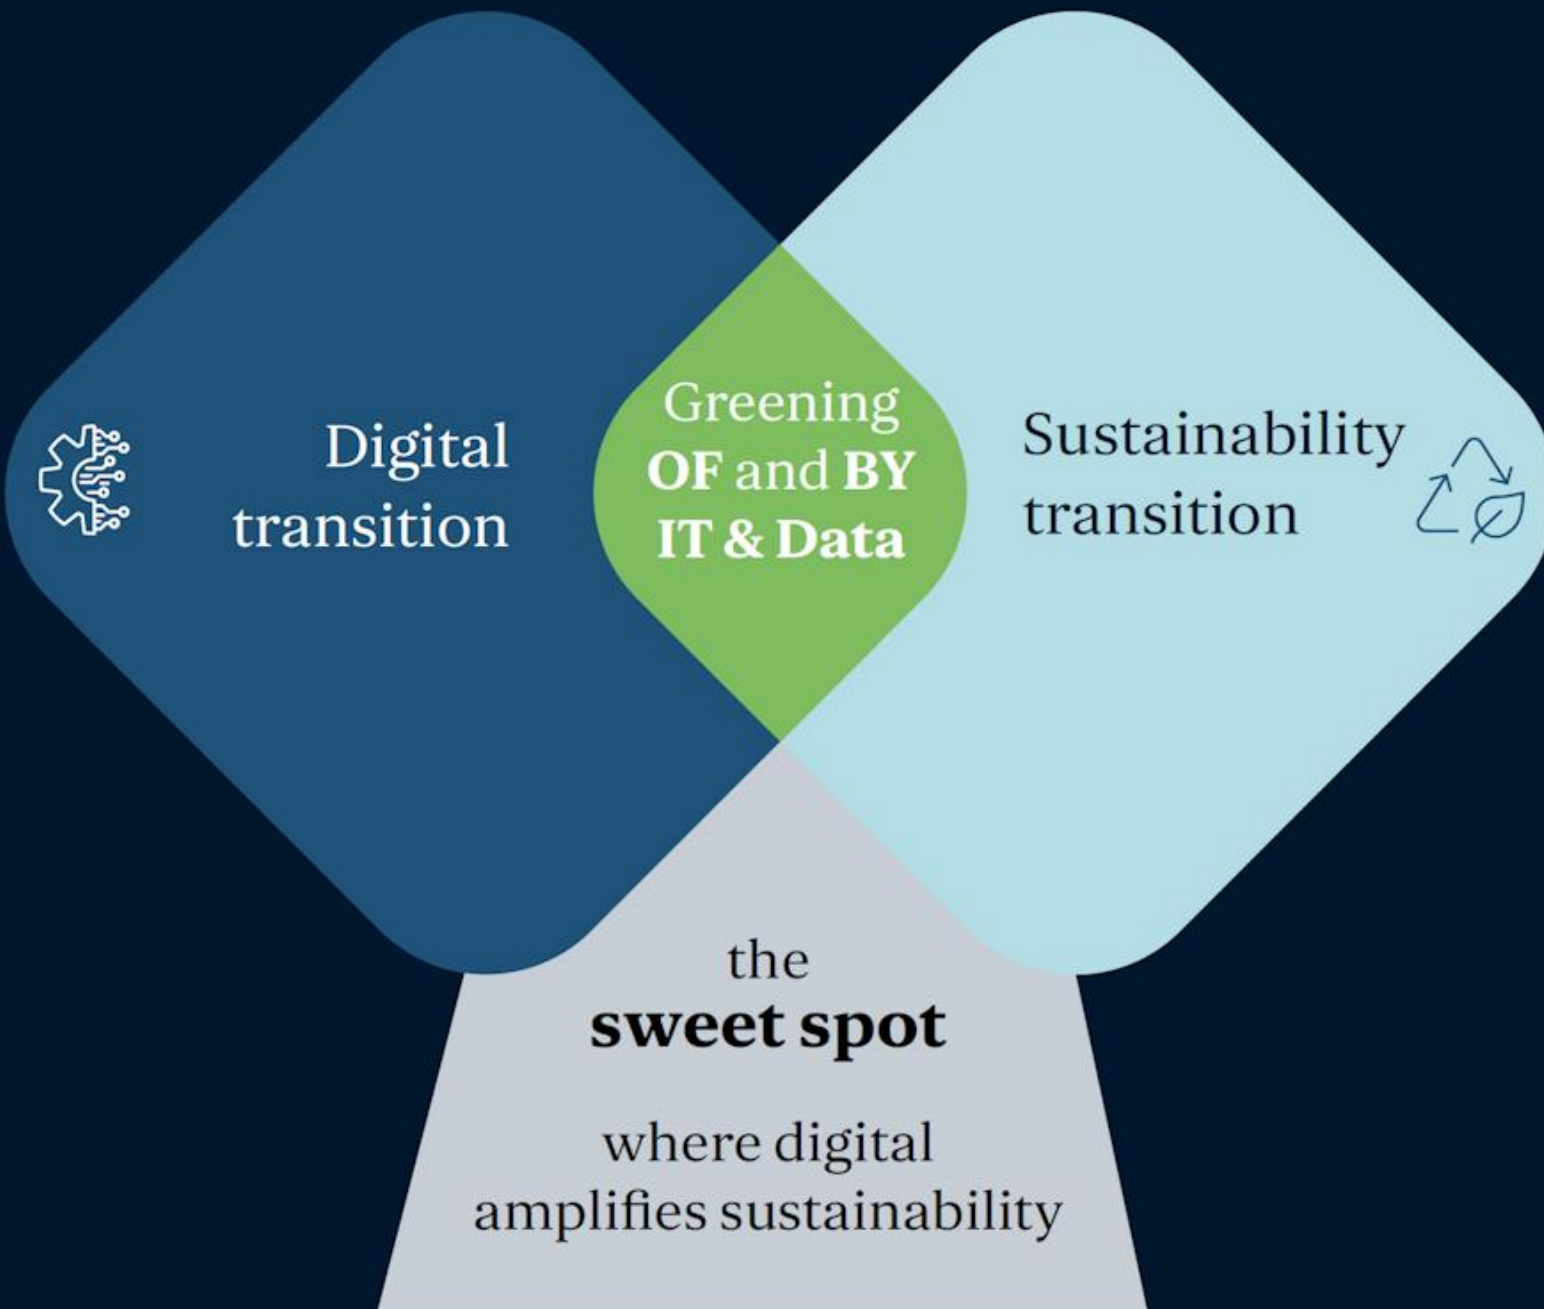 Digital
transition
Greening
OF and BY
IT & Data
Sustainability
transition
the
sweet spot
where digital
amplifies sustainability